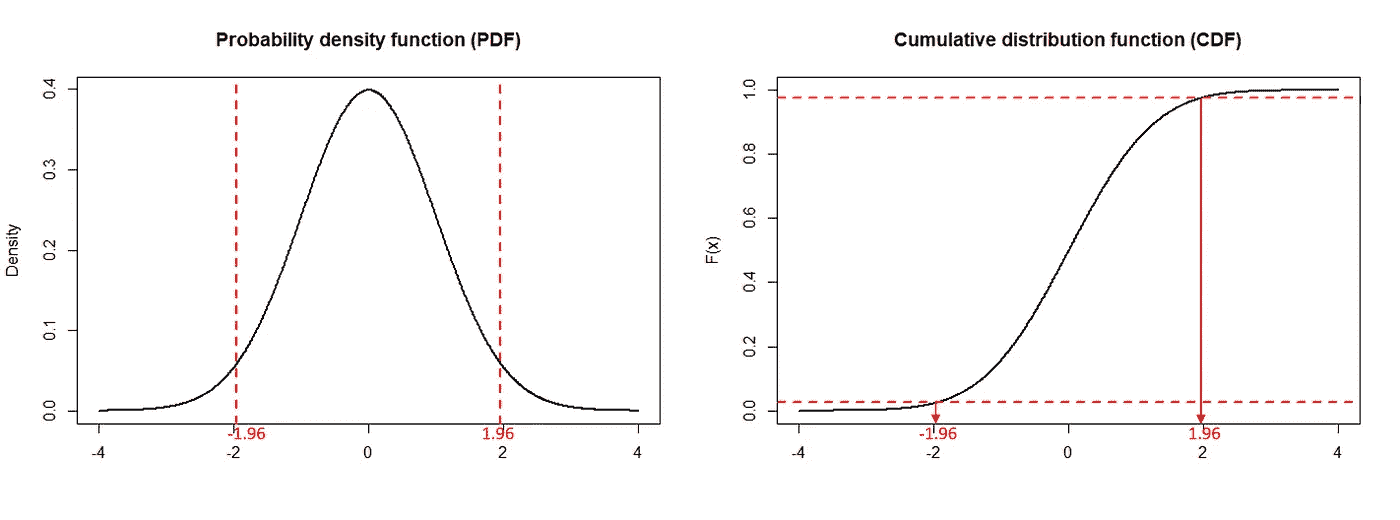 Probability density function (PDF)
Density
0.0 0.1 0.2 0.3 0.4
-1.96 1.96
-4 -2 0 2 4
Cumulative distribution function (CDF)
F(x)
0.0 0.2 0.4 0.6 0.8 1.0
-1.96 1.96
-4 -2 0 2 4